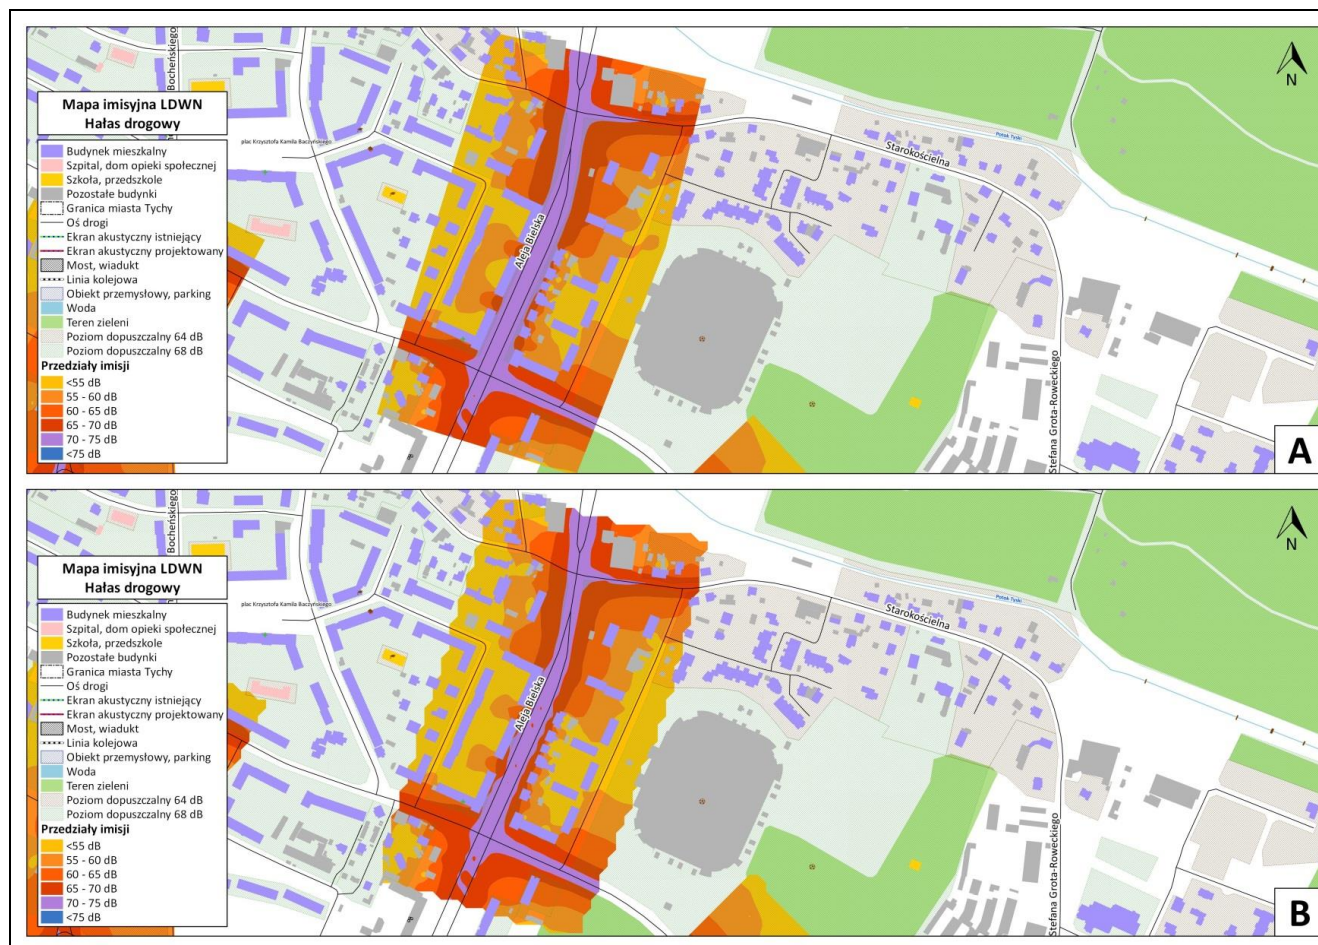 Bocheńskiego
Mapa imisyjna LDWN
Hałas drogowy
Budynek mieszkalny
Szpital, dom opieki społecznej
Szkoła, przedszkole
Pozostałe budynki
Granica miasta Tychy
Oś drogi
Ekran akustyczny istniejący
Ekran akustyczny projektowany
Most, wiadukt
Linia kolejowa
Obiekt przemysłowy, parking
Woda
Teren zieleni
Poziom dopuszczalny 64 dB
Poziom dopuszczalny 68 dB
Przedziały imisji
<55 dB
55 - 60 dB
60 - 65 dB
65 - 70 dB
70 - 75 dB
<75 dB
plac Krzysztofa Kamila Baczyńskiego
Aleja Bielska
Starokościelna
Potok Tyski
Stefana Grota-Roweckiego
N
A
Bocheńskiego
Mapa imisyjna LDWN
Hałas drogowy
Budynek mieszkalny
Szpital, dom opieki społecznej
Szkoła, przedszkole
Pozostałe budynki
Granica miasta Tychy
Oś drogi
Ekran akustyczny istniejący
Ekran akustyczny projektowany
Most, wiadukt
Linia kolejowa
Obiekt przemysłowy, parking
Woda
Teren zieleni
Poziom dopuszczalny 64 dB
Poziom dopuszczalny 68 dB
Przedziały imisji
<55 dB
55 - 60 dB
60 - 65 dB
65 - 70 dB
70 - 75 dB
<75 dB
plac Krzysztofa Kamila Baczyńskiego
Aleja Bielska
Starokościelna
Potok Tyski
Stefana Grota-Roweckiego
N
B